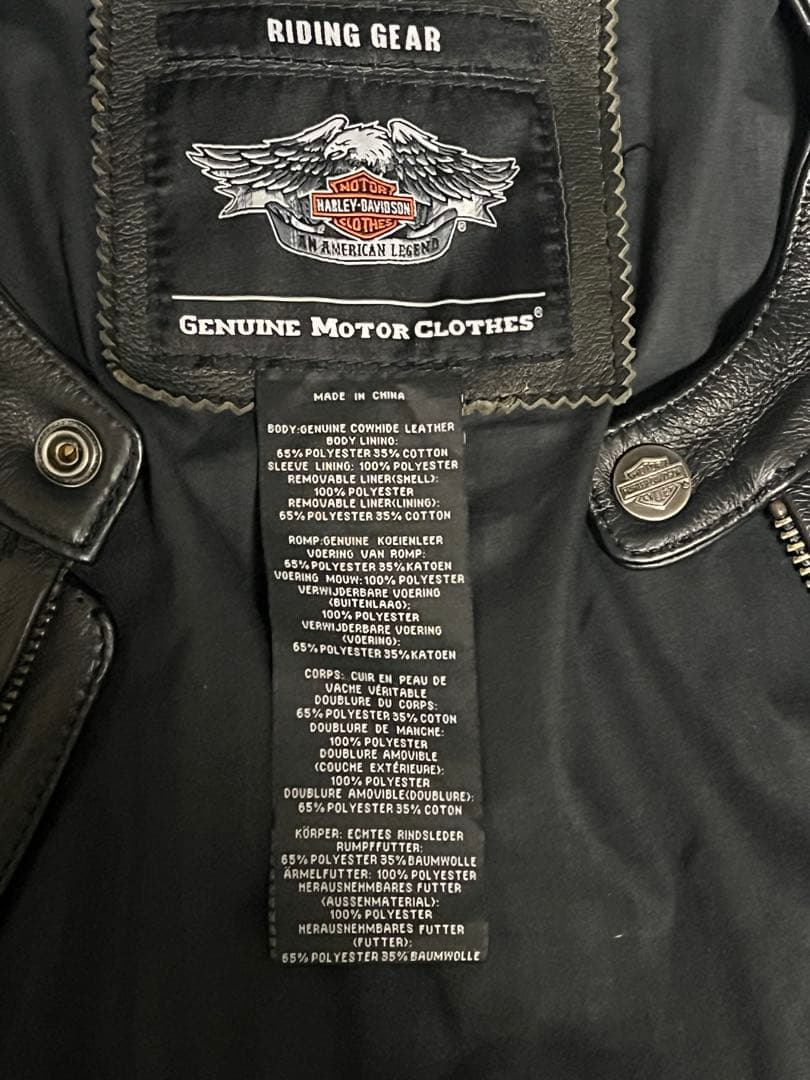 RIDING GEAR
MOTOR
HARLEY-DAVIDSON
CLOTHES
AN AMERICAN LEGEND
®
GENUINE MOTOR CLOTHES®
MADE IN CHINA
BODY:GENUINE COWHIDE LEATHER
BODY LINING:
65% POLYESTER 35% COTTON
SLEEVE LINING: 100% POLYESTER
REMOVABLE LINER(SHELL):
100% POLYESTER
REMOVABLE LINER(LINING):
65% POLYESTER 35% COTTON
ROMP:GENUINE KOEIENLEER
VOERING VAN ROMP:
65% POLYESTER 35% KATOEN
VOERING MOUW: 100% POLYESTER
VERWIJDERBARE VOERING
(BUITENLAAG):
100% POLYESTER
VERWIJDERBARE VOERING
(VOERING):
65% POLYESTER 35% KATOEN
CORPS: CUIR EN PEAU DE
VACHE VÉRITABLE
DOUBLURE DU CORPS:
65% POLYESTER 35% COTON
DOUBLURE DE MANCHE:
100% POLYESTER
DOUBLURE AMOVIBLE
(COUCHE EXTÉRIEURE):
100% POLYESTER
DOUBLURE AMOVIBLE(DOUBLURE):
65% POLYESTER 35% COTON
KÖRPER: ECHTES RINDSLEDER
RUMPFFUTTER:
65% POLYESTER 35% BAUMWOLLE
ÄRMELFUTTER: 100% POLYESTER
HERAUSNEHMBARES FUTTER
(AUSSENMATERIAL):
100% POLYESTER
HERAUSNEHMBARES FUTTER
(FUTTER):
65% POLYESTER 35% BAUMWOLLE